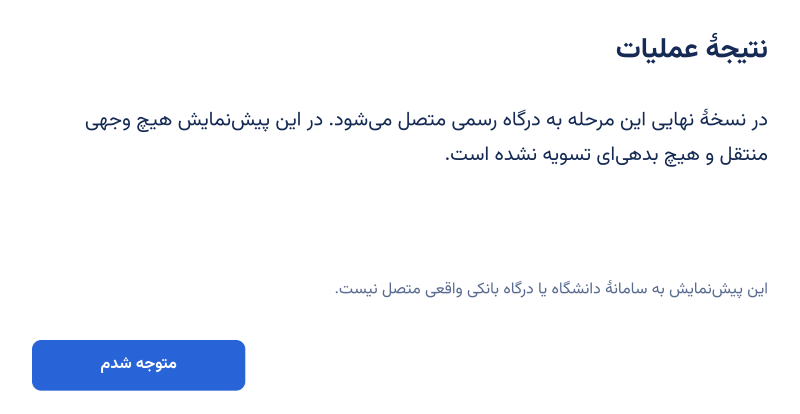 نتیجهٔ عملیات
در نسخهٔ نهایی این مرحله به درگاه رسمی متصل می‌شود. در این پیش‌نمایش هیچ وجهی
منتقل و هیچ بدهی‌ای تسویه نشده است.
این پیش‌نمایش به سامانهٔ دانشگاه یا درگاه بانکی واقعی متصل نیست.
متوجه شدم